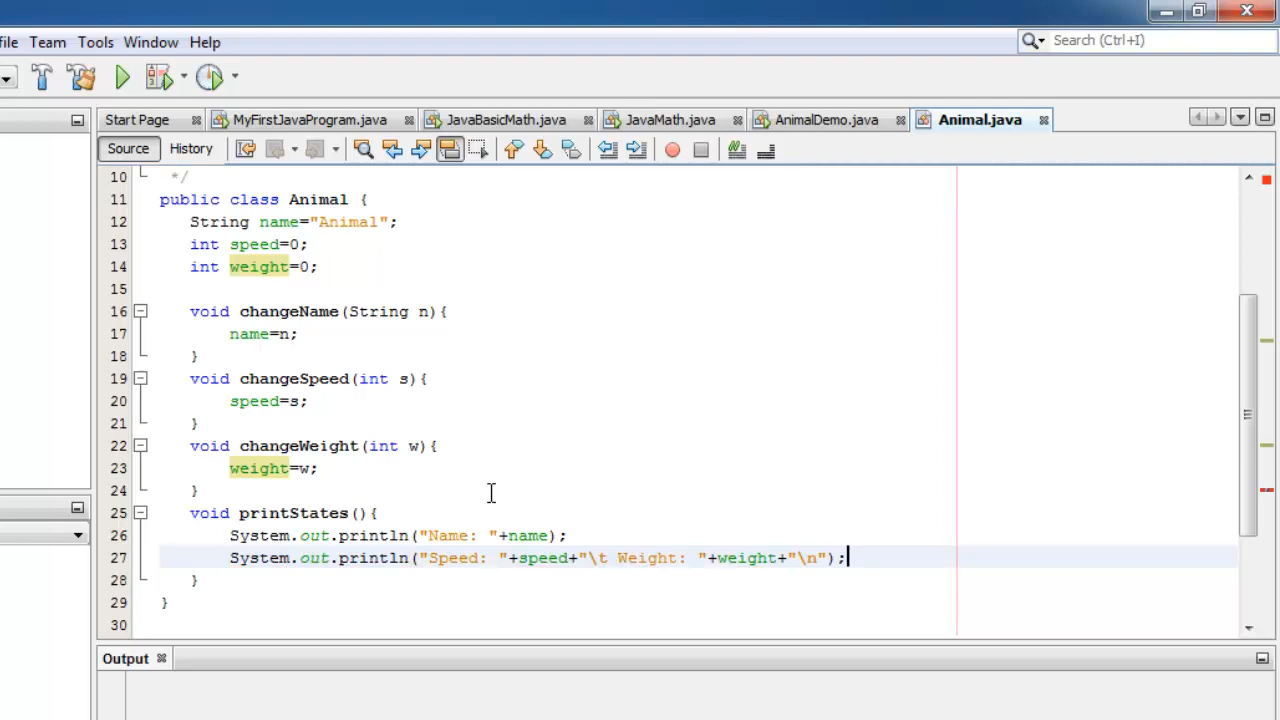 file Team Tools Window Help
Search (Ctrl+I)
Start Page MyFirstJavaProgram.java JavaBasicMath.java JavaMath.java AnimalDemo.java Animal.java
Source History
10 */
11 public class Animal {
12 String name="Animal";
13 int speed=0;
14 int weight=0;
15
16 void changeName(String n){
17 name=n;
18 }
19 void changeSpeed(int s){
20 speed=s;
21 }
22 void changeWeight(int w){
23 weight=w;
24 }
25 void printStates(){
26 System.out.println("Name: "+name);
27 System.out.println("Speed: "+speed+"\t Weight: "+weight+"\n");
28 }
29 }
30
Output